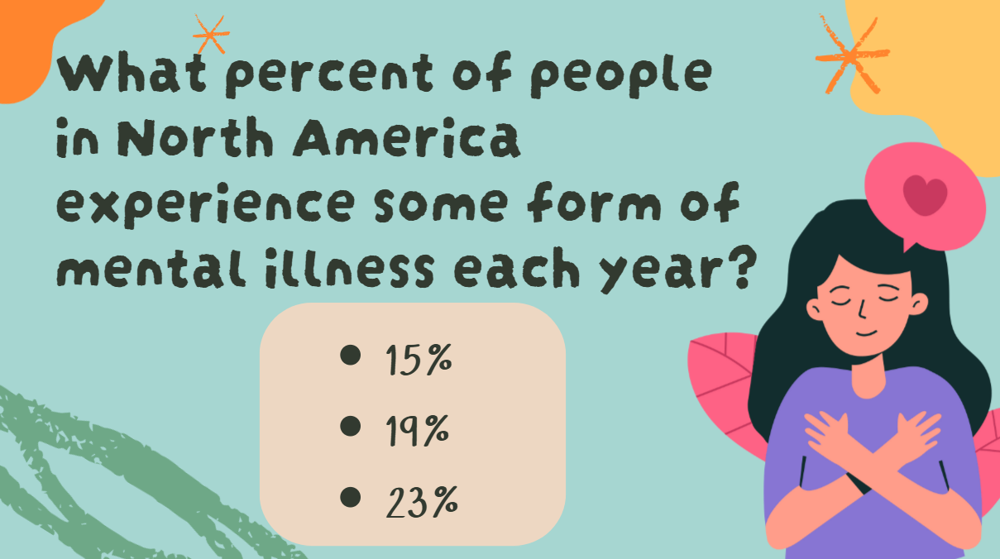 What percent of people
in North America
experience some form of
mental illness each year?
• 15%
• 19%
• 23%